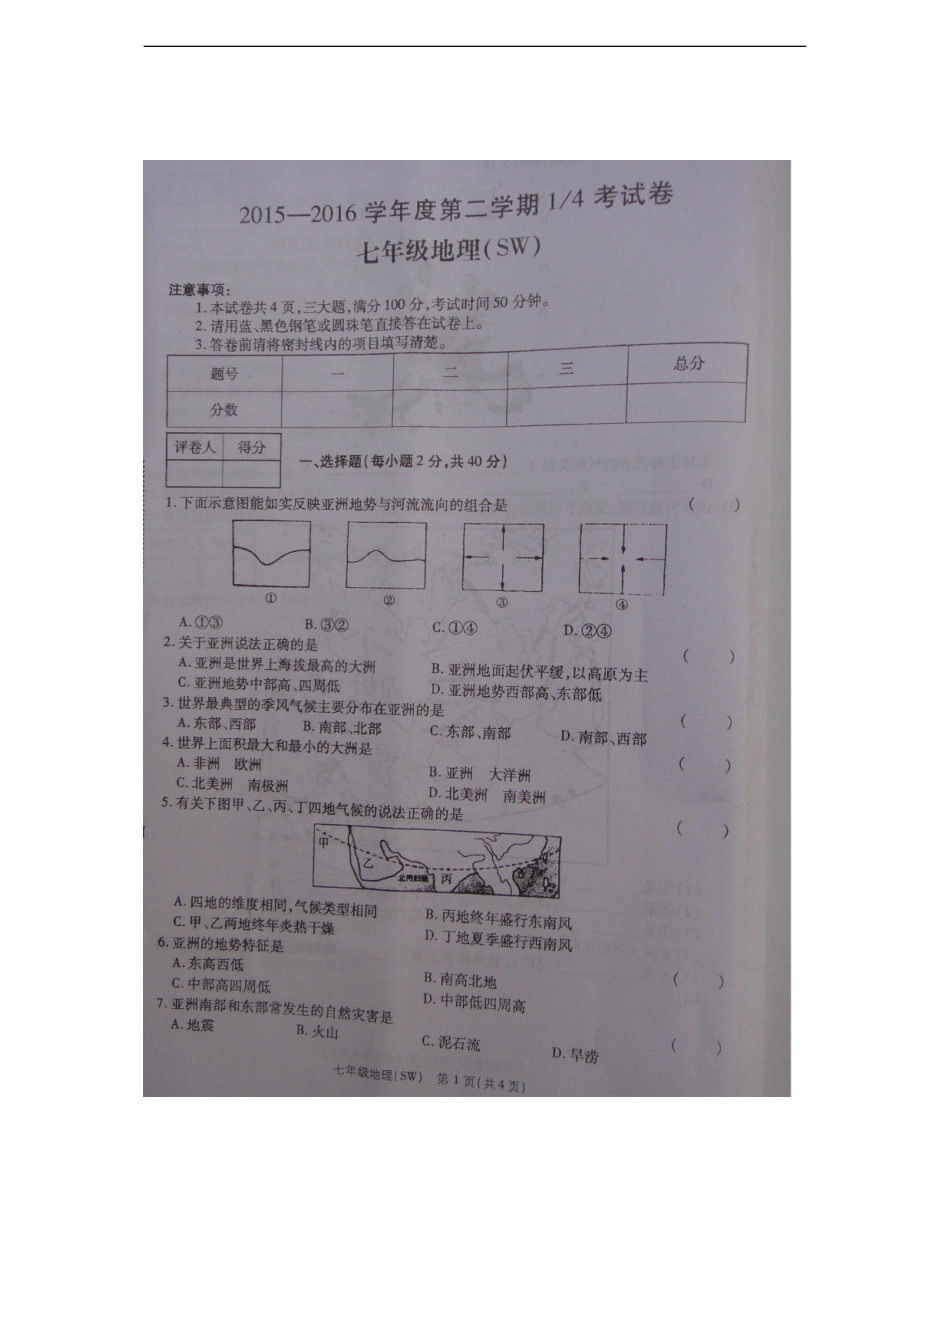 2015—2016学年度第二学期1/4考试卷
七年级地理(SW)
注意事项:
1.本试卷共4页,三大题,满分100分,考试时间50分钟。
2.请用蓝、黑色钢笔或圆珠笔直接答在试卷上。
3.答卷前请将密封线内的项目填写清楚。
题号 一 二 三 总分
分数
评卷人 得分
一、选择题(每小题2分,共40分)
1.下面示意图能如实反映亚洲地势与河流流向的组合是 ( )
① ② ③ ④
A.①③ B.③② C.①④ D.②④
2.关于亚洲说法正确的是 ( )
A.亚洲是世界上海拔最高的大洲 B.亚洲地面起伏平缓,以高原为主
C.亚洲地势中部高、四周低 D.亚洲地势西部高、东部低
3.世界最典型的季风气候主要分布在亚洲的是 ( )
A.东部、西部 B.南部、北部 C.东部、南部 D.南部、西部
4.世界上面积最大和最小的大洲是 ( )
A.非洲 欧洲 B.亚洲 大洋洲
C.北美洲 南极洲 D.北美洲 南美洲
5.有关下图甲、乙、丙、丁四地气候的说法正确的是 ( )
甲 乙 北回归线 丙
A.四地的维度相同,气候类型相同 B.丙地终年盛行东南风
C.甲、乙两地终年炎热干燥 D.丁地夏季盛行西南风
6.亚洲的地势特征是 ( )
A.东高西低 B.南高北地
C.中部高四周低 D.中部低四周高
7.亚洲南部和东部常发生的自然灾害是 ( )
A.地震 B.火山 C.泥石流 D.旱涝
七年级地理(SW) 第1页(共4页)